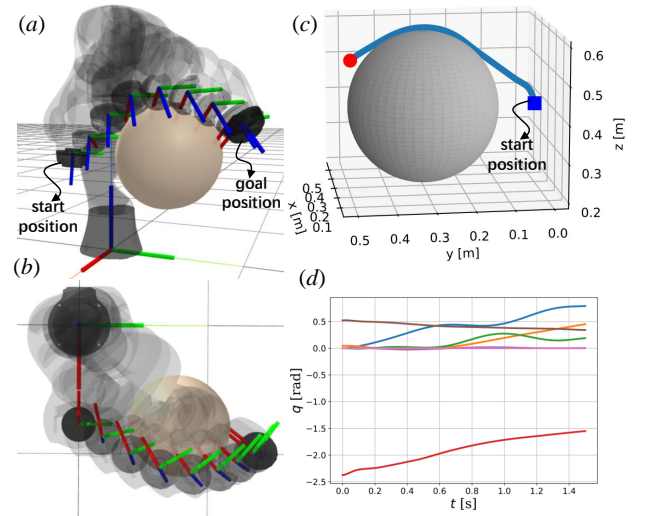 (a)
start
position
goal
position
(b)
(c)
0.6
0.5
0.4
0.3
0.2
z [m]
start
position
0.5
0.4
0.3
0.2
0.1
x [m]
0.5
0.4
0.3
0.2
0.1
0.0
y [m]
(d)
0.5
0.0
−0.5
−1.0
−1.5
−2.0
−2.5
q [rad]
0.0
0.2
0.4
0.6
0.8
1.0
1.2
1.4
t [s]